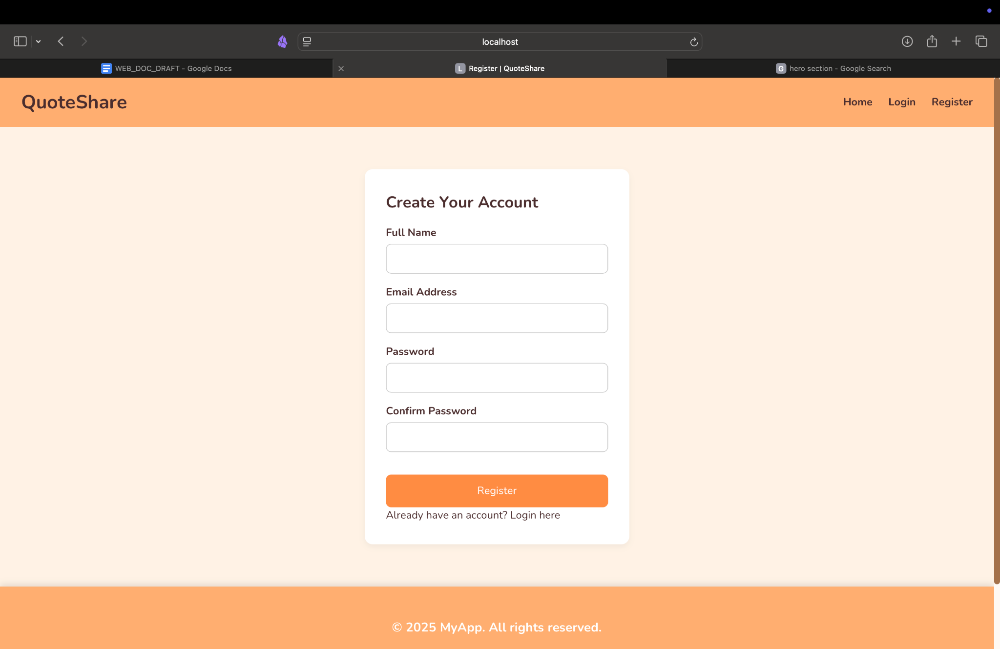 localhost
WEB_DOC_DRAFT - Google Docs
L Register | QuoteShare
G hero section - Google Search
QuoteShare
Home Login Register
Create Your Account
Full Name
Email Address
Password
Confirm Password
Register
Already have an account? Login here
© 2025 MyApp. All rights reserved.